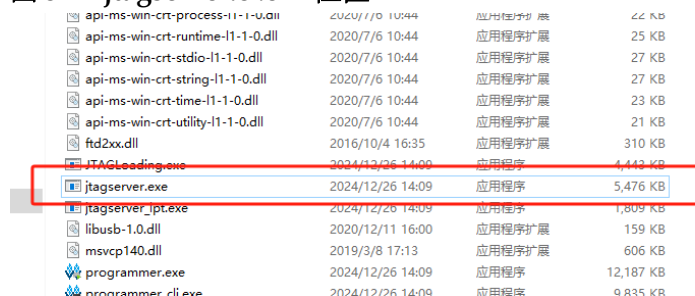 api-ms-win-crt-process-l1-1-0.dll 2020/7/6 10:44 应用程序扩展 22 KB
api-ms-win-crt-runtime-l1-1-0.dll 2020/7/6 10:44 应用程序扩展 25 KB
api-ms-win-crt-stdio-l1-1-0.dll 2020/7/6 10:44 应用程序扩展 27 KB
api-ms-win-crt-string-l1-1-0.dll 2020/7/6 10:44 应用程序扩展 27 KB
api-ms-win-crt-time-l1-1-0.dll 2020/7/6 10:44 应用程序扩展 23 KB
api-ms-win-crt-utility-l1-1-0.dll 2020/7/6 10:44 应用程序扩展 21 KB
ftd2xx.dll 2016/10/4 16:35 应用程序扩展 310 KB
JTAGLoading.exe 2024/12/26 14:09 应用程序 4,443 KB
jtagserver.exe 2024/12/26 14:09 应用程序 5,476 KB
jtagserver_lpt.exe 2024/12/26 14:09 应用程序 1,809 KB
libusb-1.0.dll 2020/12/11 16:00 应用程序扩展 159 KB
msvcp140.dll 2019/3/8 17:13 应用程序扩展 606 KB
programmer.exe 2024/12/26 14:09 应用程序 12,187 KB
programmer_cli.exe 2024/12/26 14:09 应用程序 9,835 KB